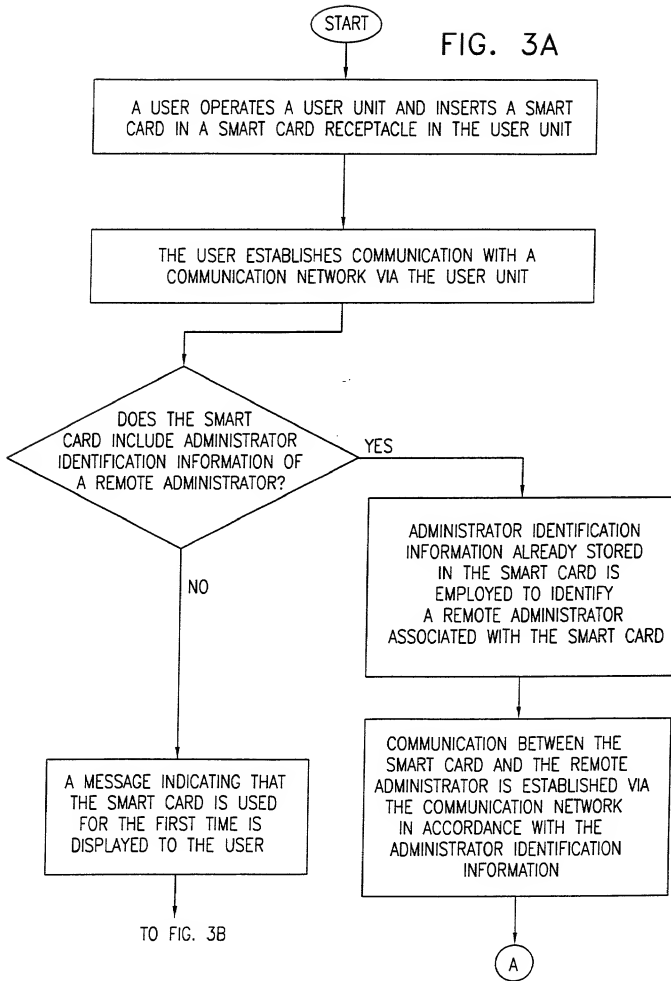 START
FIG. 3A
A USER OPERATES A USER UNIT AND INSERTS A SMART
CARD IN A SMART CARD RECEPTACLE IN THE USER UNIT
THE USER ESTABLISHES COMMUNICATION WITH A
COMMUNICATION NETWORK VIA THE USER UNIT
DOES THE SMART
CARD INCLUDE ADMINISTRATOR
IDENTIFICATION INFORMATION OF
A REMOTE ADMINISTRATOR?
YES
ADMINISTRATOR IDENTIFICATION
INFORMATION ALREADY STORED
IN THE SMART CARD IS
EMPLOYED TO IDENTIFY
A REMOTE ADMINISTRATOR
ASSOCIATED WITH THE SMART CARD
NO
COMMUNICATION BETWEEN THE
SMART CARD AND THE REMOTE
ADMINISTRATOR IS ESTABLISHED VIA
THE COMMUNICATION NETWORK
IN ACCORDANCE WITH THE
ADMINISTRATOR IDENTIFICATION
INFORMATION
A MESSAGE INDICATING THAT
THE SMART CARD IS USED
FOR THE FIRST TIME IS
DISPLAYED TO THE USER
TO FIG. 3B
A